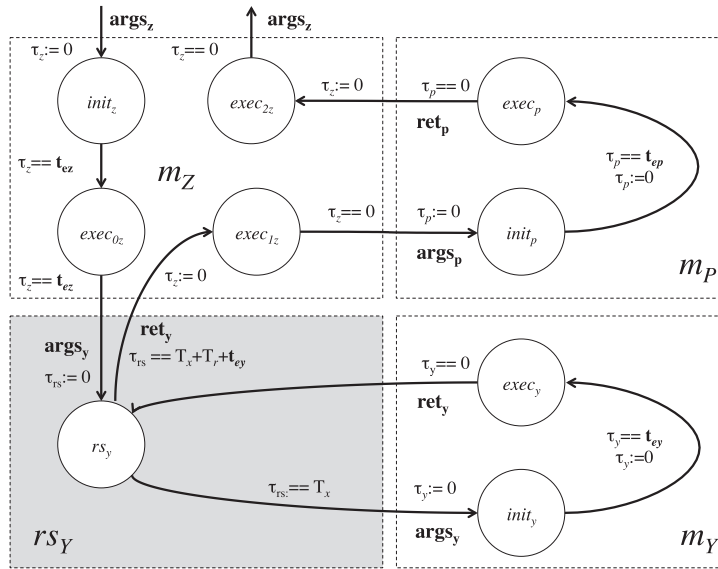 args_z
args_z
τ_z:= 0
τ_z== 0
init_z
exec_2z
τ_z:= 0
τ_p== 0
ret_p
exec_p
τ_z== t_ez
m_Z
τ_p== t_ep
τ_p:=0
exec_0z
exec_1z
τ_z== 0
τ_p:= 0
args_p
init_p
m_P
τ_z== t_ez
τ_z:= 0
args_y
τ_rs:= 0
ret_y
τ_rs == T_x+T_r+t_ey
τ_y== 0
ret_y
exec_y
rs_y
τ_y== t_ey
τ_y:=0
τ_rs:== T_x
τ_y:= 0
args_y
init_y
rs_Y
m_Y